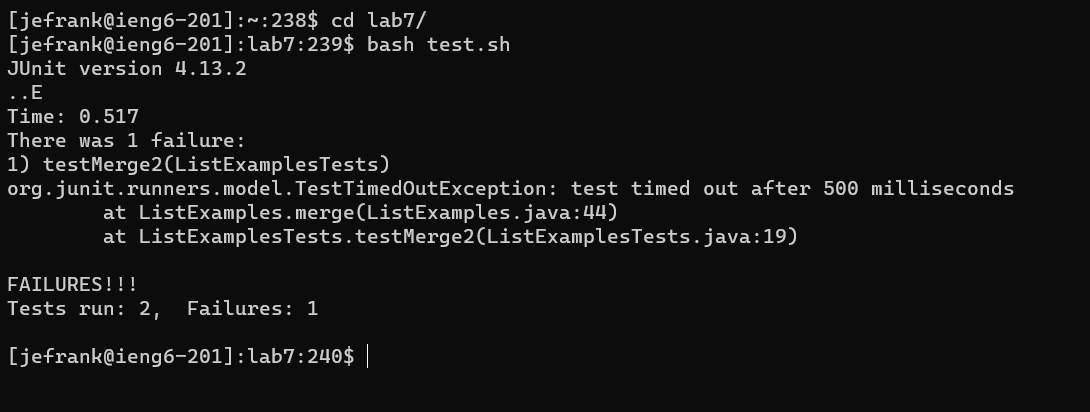 [jefrank@ieng6-201]:~:238$ cd lab7/
[jefrank@ieng6-201]:lab7:239$ bash test.sh
JUnit version 4.13.2
..E
Time: 0.517
There was 1 failure:
1) testMerge2(ListExamplesTests)
org.junit.runners.model.TestTimedOutException: test timed out after 500 milliseconds
        at ListExamples.merge(ListExamples.java:44)
        at ListExamplesTests.testMerge2(ListExamplesTests.java:19)

FAILURES!!!
Tests run: 2,  Failures: 1

[jefrank@ieng6-201]:lab7:240$